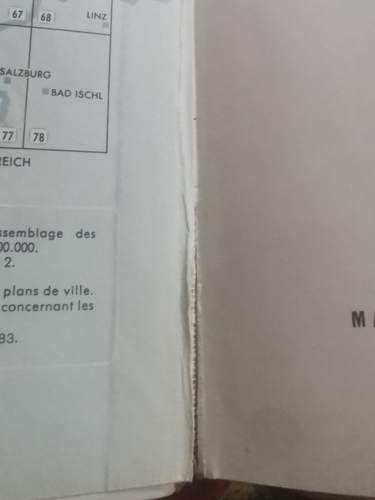 67 68 LINZ
SALZBURG
BAD ISCHL
77 78
REICH
ssemblage des
00.000.
2.
plans de ville.
concernant les
83.
M